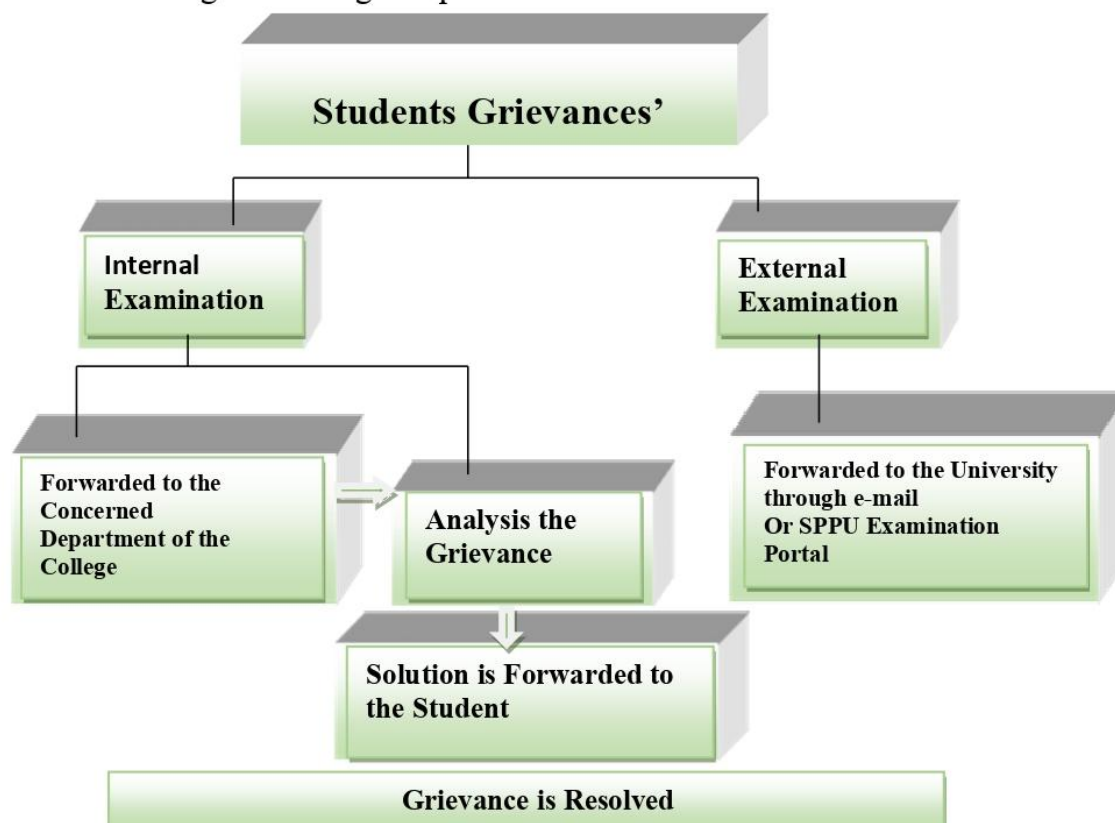 Students Grievances’
Internal
Examination
External
Examination
Forwarded to the
Concerned
Department of the
College
Analysis the
Grievance
Forwarded to the University
through e-mail
Or SPPU Examination
Portal
Solution is Forwarded to
the Student
Grievance is Resolved